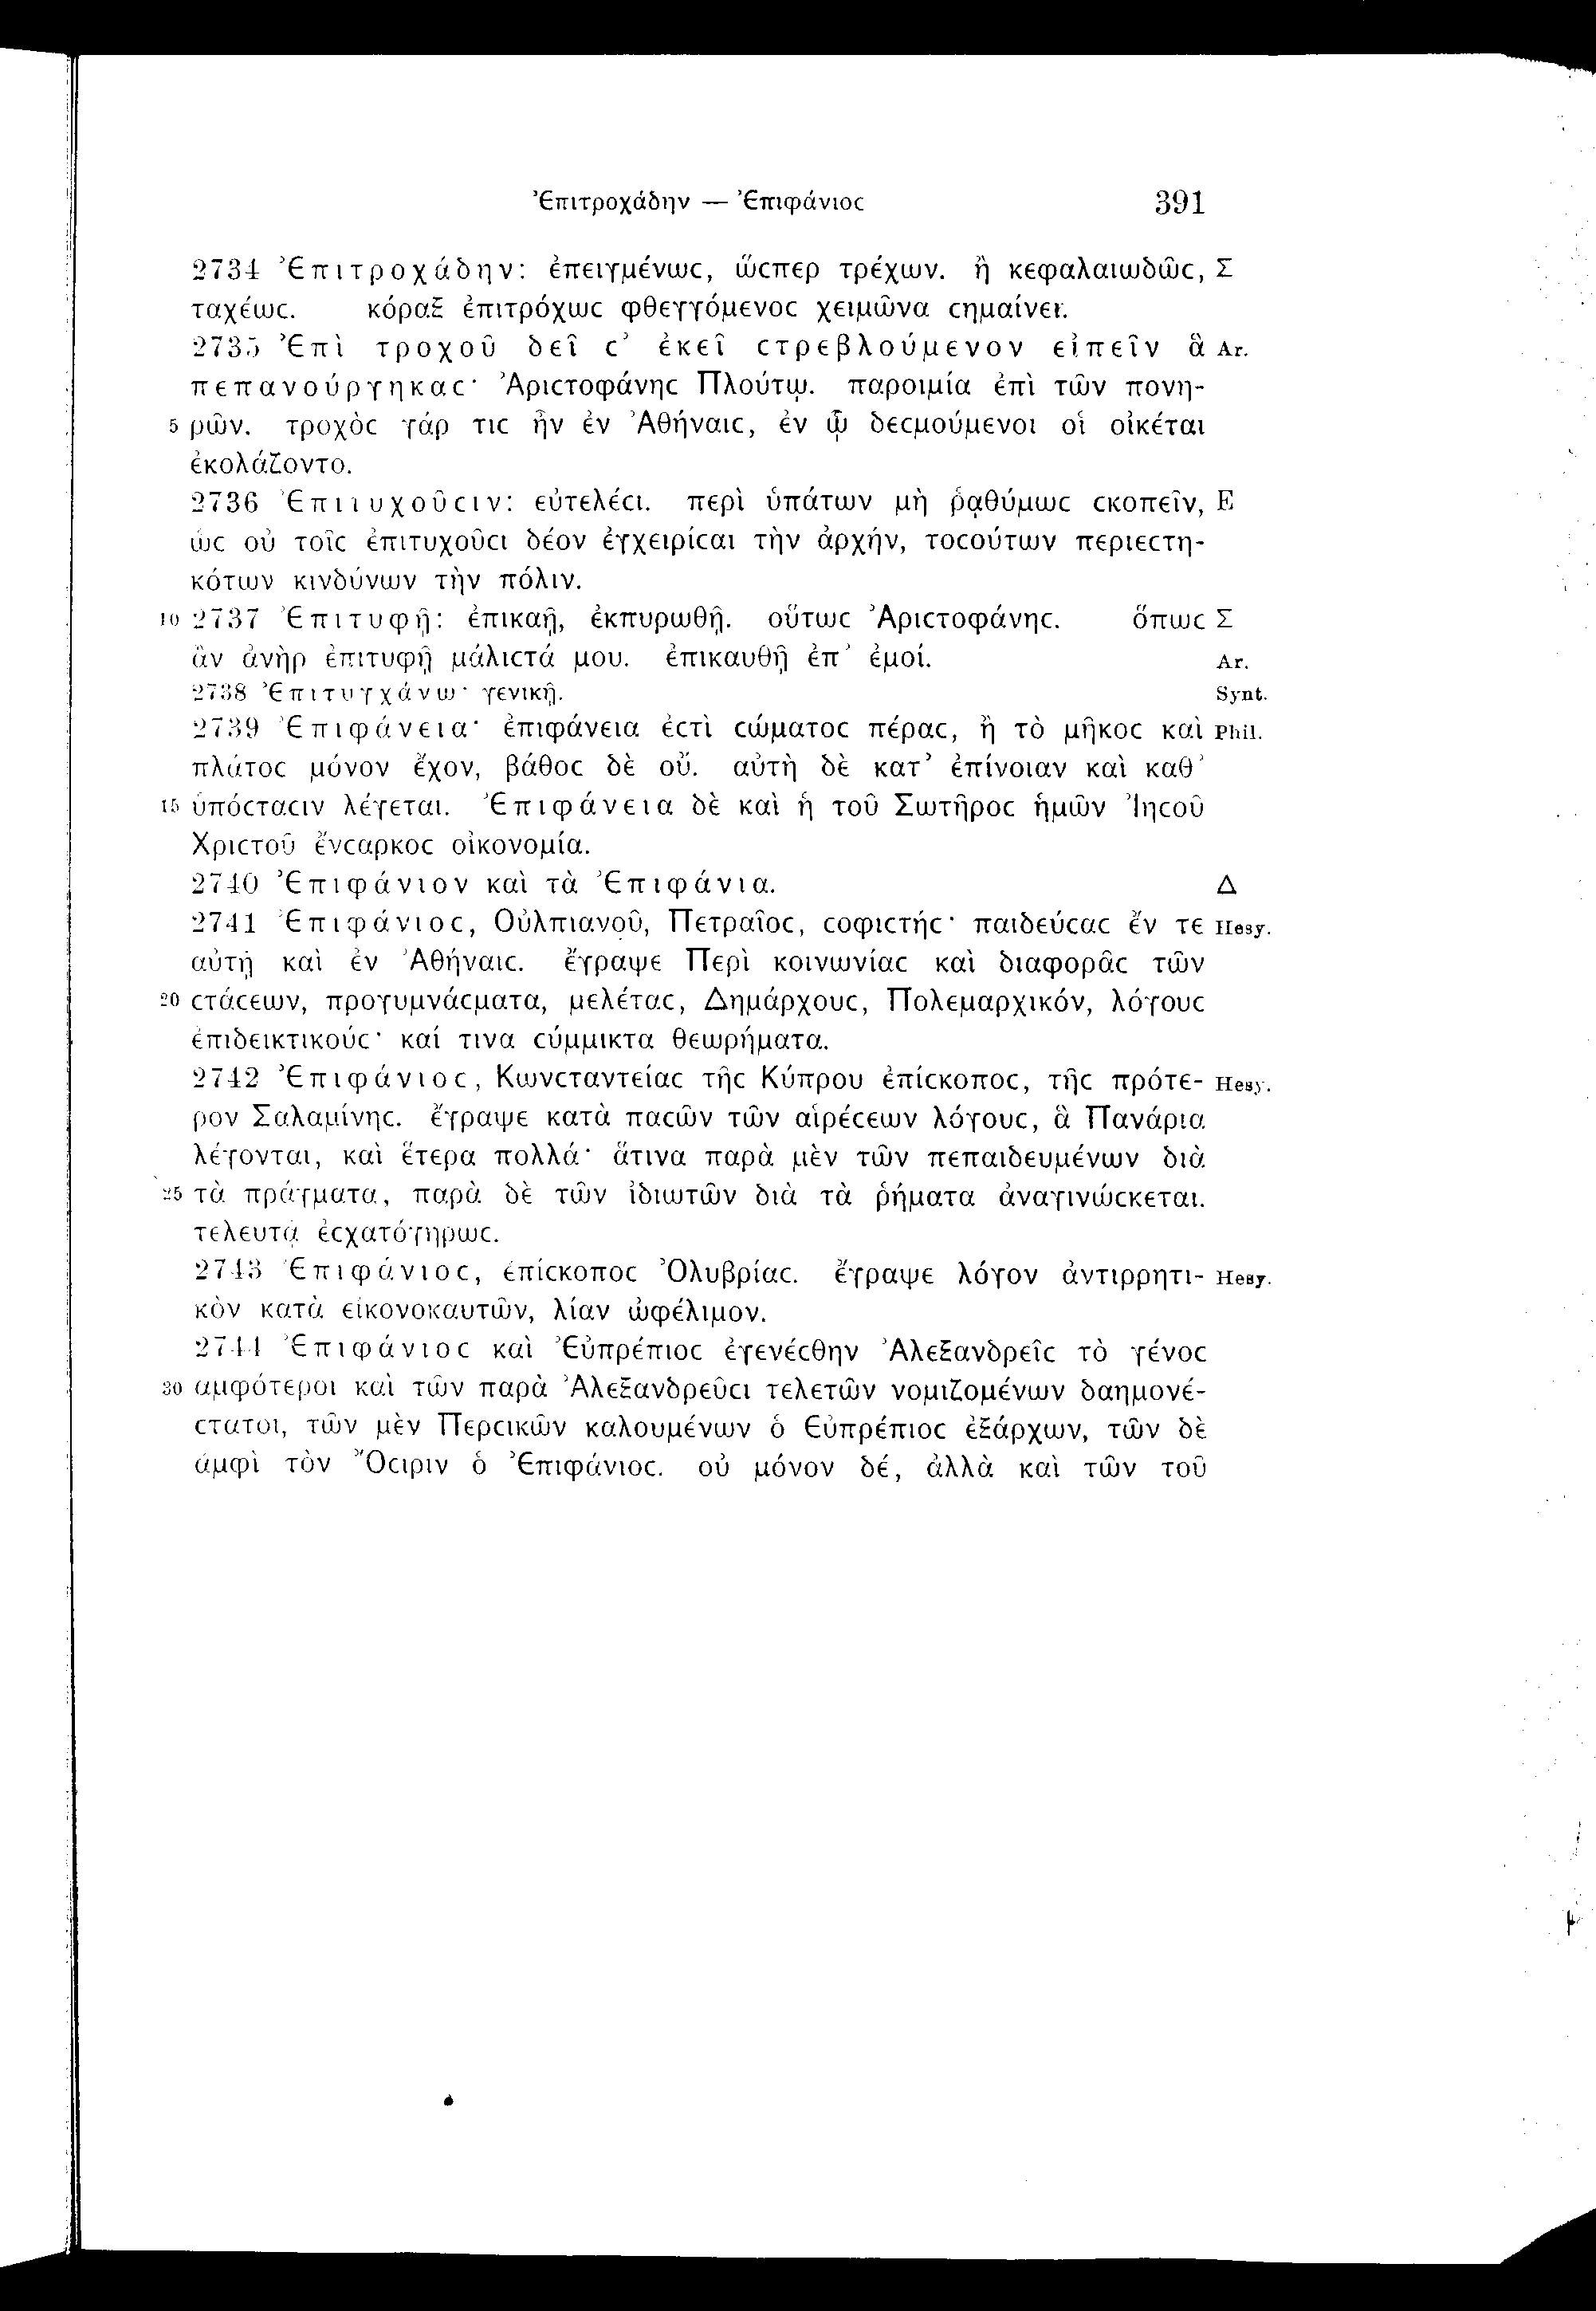 Ἐπιτροχάδην — Ἐπιφάνιοϲ 391
2734 Ἐπιτροχάδην: ἐπειγμένωϲ, ὥϲπερ τρέχων. ἢ κεφαλαιωδῶϲ, Σ
ταχέωϲ. κόραξ ἐπιτρόχωϲ φθεγγόμενοϲ χειμῶνα ϲημαίνει.
2735 Ἐπὶ τροχοῦ δεῖ ϲ' ἐκεῖ ϲτρεβλούμενον εἰπεῖν ἃ Ar.
πεπανούργηκαϲ· Ἀριϲτοφάνηϲ Πλούτῳ. παροιμία ἐπὶ τῶν πονη-
5 ρῶν. τροχὸϲ γάρ τιϲ ἦν ἐν Ἀθήναιϲ, ἐν ᾧ δεϲμούμενοι οἱ οἰκέται
ἐκολάζοντο.
2736 Ἐπιτυχοῦϲιν: εὐτελέϲι. περὶ ὑπάτων μὴ ῥᾳθύμωϲ ϲκοπεῖν, E
ὡϲ οὐ τοῖϲ ἐπιτυχοῦϲι δέον ἐγχειρίϲαι τὴν ἀρχήν, τοϲούτων περιεϲτη-
κότων κινδύνων τὴν πόλιν.
10 2737 Ἐπιτυφῇ: ἐπικαῇ, ἐκπυρωθῇ. οὕτωϲ Ἀριϲτοφάνηϲ. ὅπωϲ Σ
ἂν ἁνὴρ ἐπιτυφῇ μάλιϲτά μου. ἐπικαυθῇ ἐπ' ἐμοί. Ar.
2738 Ἐπιτυγχάνω· γενικῇ. Synt.
2739 Ἐπιφάνεια· ἐπιφάνεια ἐϲτὶ ϲώματοϲ πέραϲ, ἢ τὸ μῆκοϲ καὶ Phil.
πλάτοϲ μόνον ἔχον, βάθοϲ δὲ οὔ. αὐτὴ δὲ κατ' ἐπίνοιαν καὶ καθ'
15 ὑπόϲταϲιν λέγεται. Ἐπιφάνεια δὲ καὶ ἡ τοῦ Σωτῆροϲ ἡμῶν Ἰηϲοῦ
Χριϲτοῦ ἔνϲαρκοϲ οἰκονομία.
2740 Ἐπιφάνιον καὶ τὰ Ἐπιφάνια. Δ
2741 Ἐπιφάνιοϲ, Οὐλπιανοῦ, Πετραῖοϲ, ϲοφιϲτήϲ· παιδεύϲαϲ ἔν τε Hesy.
αὐτῇ καὶ ἐν Ἀθήναιϲ. ἔγραψε Περὶ κοινωνίαϲ καὶ διαφορᾶϲ τῶν
20 ϲτάϲεων, προγυμνάϲματα, μελέταϲ, Δημάρχουϲ, Πολεμαρχικόν, λόγουϲ
ἐπιδεικτικούϲ· καί τινα ϲύμμικτα θεωρήματα.
2742 Ἐπιφάνιοϲ, Κωνϲταντείαϲ τῆϲ Κύπρου ἐπίϲκοποϲ, τῆϲ πρότε- Hesy.
ρον Σαλαμίνηϲ. ἔγραψε κατὰ παϲῶν τῶν αἱρέϲεων λόγουϲ, ἃ Πανάρια
λέγονται, καὶ ἕτερα πολλά· ἅτινα παρὰ μὲν τῶν πεπαιδευμένων διὰ
25 τὰ πράγματα, παρὰ δὲ τῶν ἰδιωτῶν διὰ τὰ ῥήματα ἀναγινώϲκεται.
τελευτᾷ ἐϲχατόγηρωϲ.
2743 Ἐπιφάνιοϲ, ἐπίϲκοποϲ Ὀλυβρίαϲ. ἔγραψε λόγον ἀντιρρητι- Hesy.
κὸν κατὰ εἰκονοκαυτῶν, λίαν ὠφέλιμον.
2744 Ἐπιφάνιοϲ καὶ Εὐπρέπιοϲ ἐγενέϲθην Ἀλεξανδρεῖϲ τὸ γένοϲ
30 ἀμφότεροι καὶ τῶν παρὰ Ἀλεξανδρεῦϲι τελετῶν νομιζομένων δαημονέ-
ϲτατοι, τῶν μὲν Περϲικῶν καλουμένων ὁ Εὐπρέπιοϲ ἐξάρχων, τῶν δὲ
ἀμφὶ τὸν Ὄϲιριν ὁ Ἐπιφάνιοϲ. οὐ μόνον δέ, ἀλλὰ καὶ τῶν τοῦ